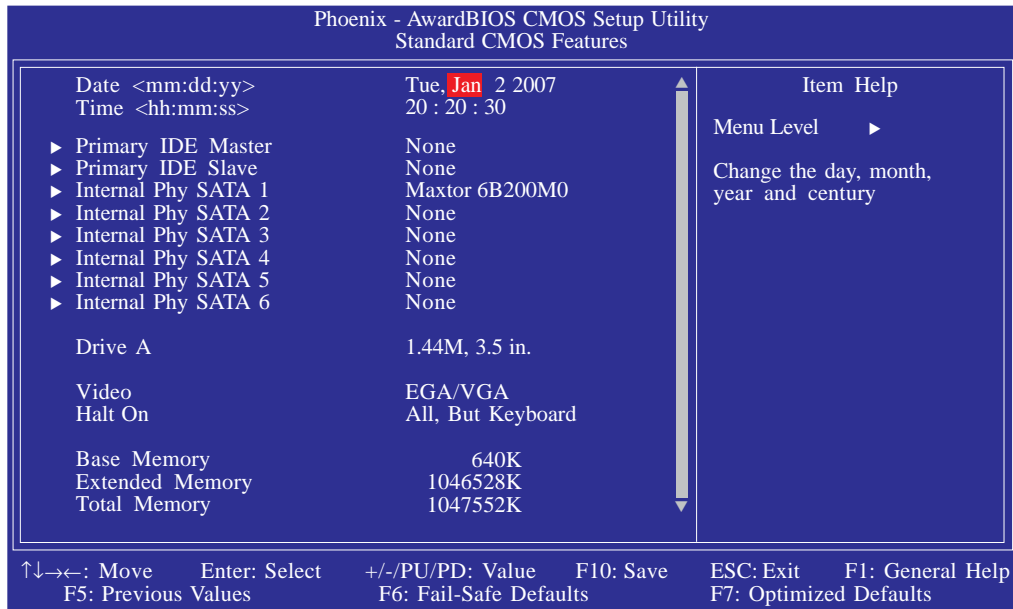 Phoenix - AwardBIOS CMOS Setup Utility
Standard CMOS Features
Date <mm:dd:yy> Tue, Jan 2 2007
Time <hh:mm:ss> 20 : 20 : 30
▶ Primary IDE Master None
▶ Primary IDE Slave None
▶ Internal Phy SATA 1 Maxtor 6B200M0
▶ Internal Phy SATA 2 None
▶ Internal Phy SATA 3 None
▶ Internal Phy SATA 4 None
▶ Internal Phy SATA 5 None
▶ Internal Phy SATA 6 None
Drive A 1.44M, 3.5 in.
Video EGA/VGA
Halt On All, But Keyboard
Base Memory 640K
Extended Memory 1046528K
Total Memory 1047552K
Item Help
Menu Level ▶
Change the day, month,
year and century
↑↓→←: Move Enter: Select +/-/PU/PD: Value F10: Save ESC: Exit F1: General Help
F5: Previous Values F6: Fail-Safe Defaults F7: Optimized Defaults